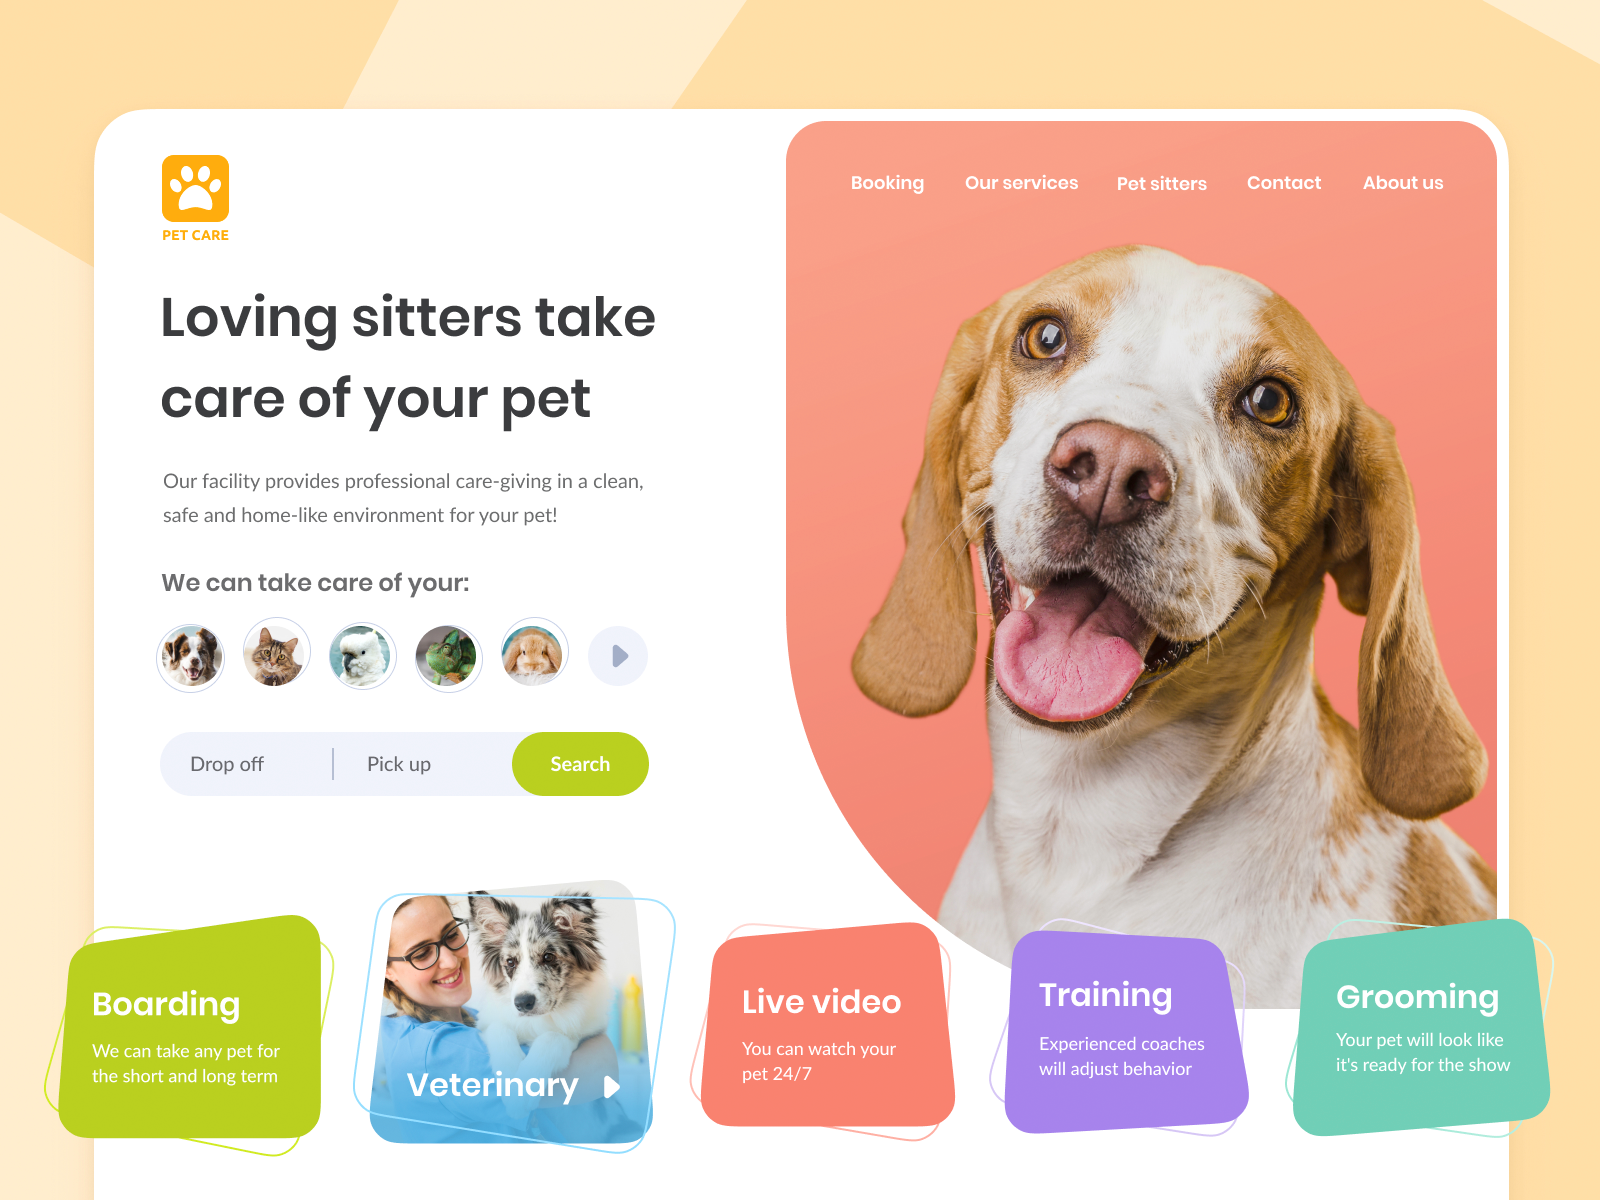 PET CARE
Booking
Our services
Pet sitters
Contact
About us
Loving sitters take
care of your pet
Our facility provides professional care-giving in a clean,
safe and home-like environment for your pet!
We can take care of your:
Drop off
Pick up
Search
Boarding
We can take any pet for
the short and long term
Veterinary
Live video
You can watch your
pet 24/7
Training
Experienced coaches
will adjust behavior
Grooming
Your pet will look like
it's ready for the show